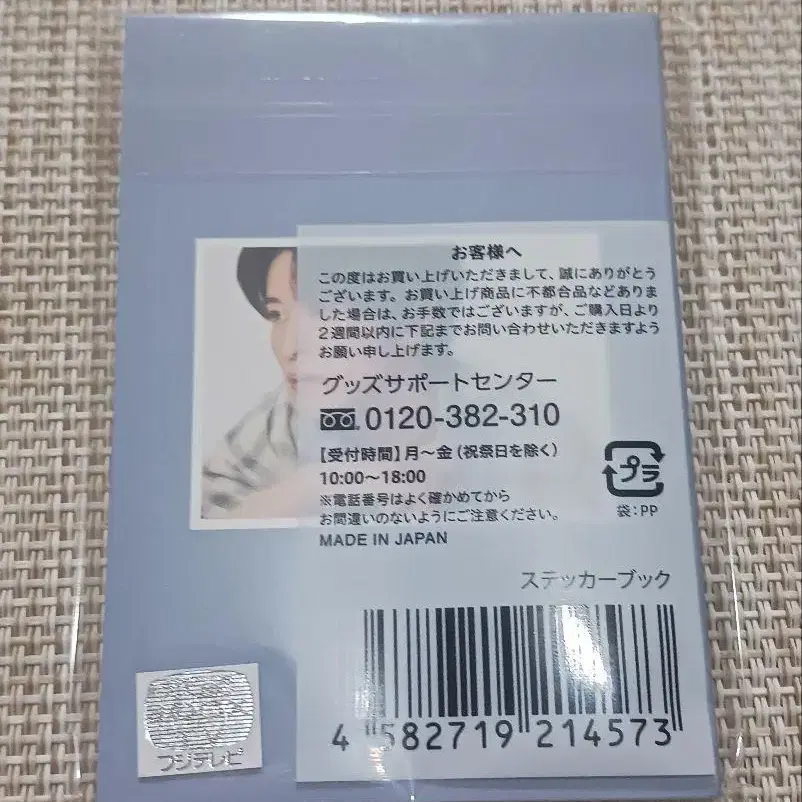 お客様へ
この度はお買い上げいただきまして、誠にありがとう
ございます。お買い上げ商品に不都合品などありま
した場合は、お手数ではございますが、ご購入日より
2週間以内に下記までお問い合わせいただきますよう
お願い申し上げます。
グッズサポートセンター
0120-382-310
【受付時間】月〜金（祝祭日を除く）
10:00〜18:00
※電話番号はよく確かめてから
お間違いのないようにご注意ください。
MADE IN JAPAN
プラ
袋：PP
ステッカーブック
4 582719 214573
フジテレビ